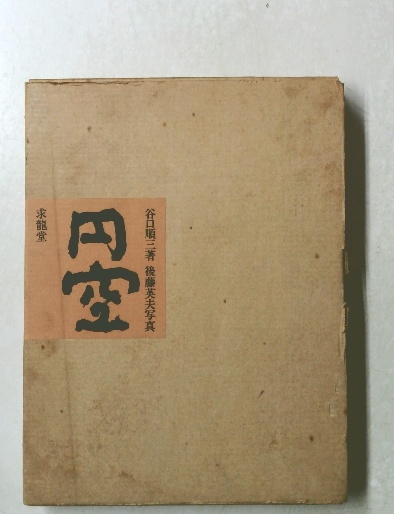 谷口順三著 後藤英夫写真
円空
求龍堂